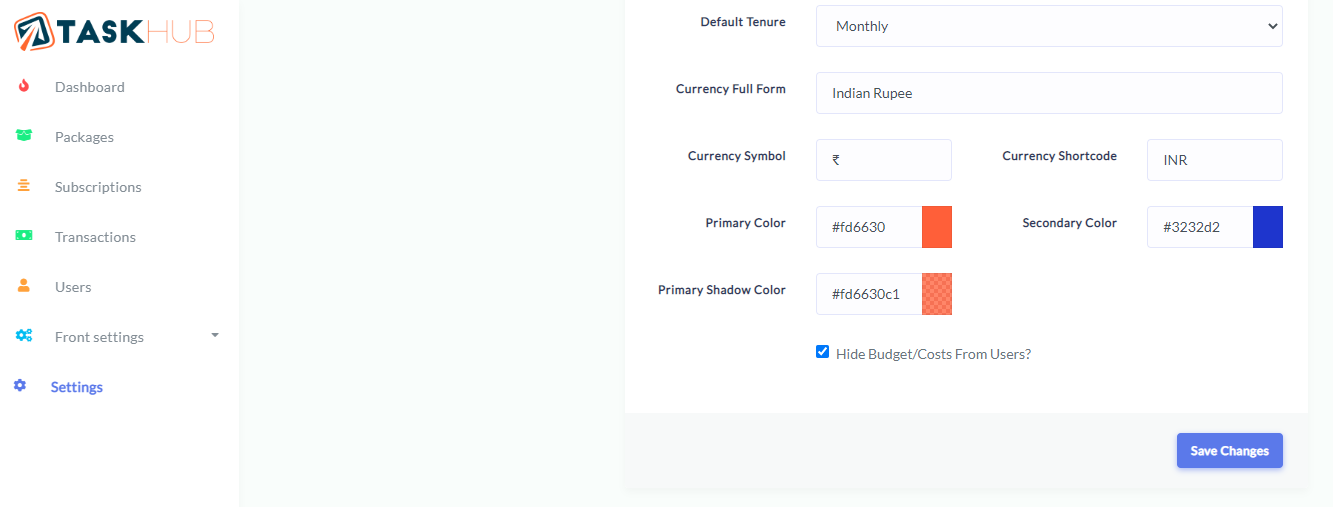 TASKHUB
Dashboard
Packages
Subscriptions
Transactions
Users
Front settings
Settings
Default Tenure
Monthly
Currency Full Form
Indian Rupee
Currency Symbol
₹
Currency Shortcode
INR
Primary Color
#fd6630
Secondary Color
#3232d2
Primary Shadow Color
#fd6630c1
Hide Budget/Costs From Users?
Save Changes